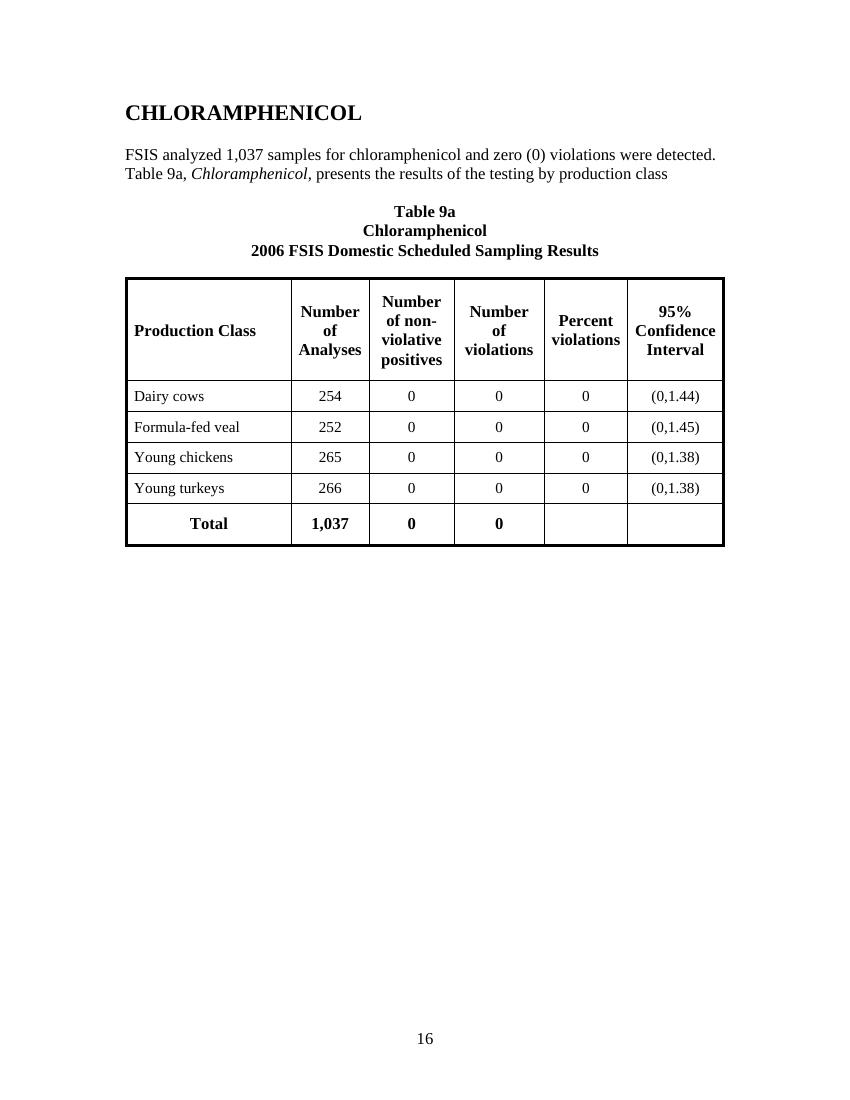 CHLORAMPHENICOL
FSIS analyzed 1,037 samples for chloramphenicol and zero (0) violations were detected.
Table 9a, Chloramphenicol, presents the results of the testing by production class
Table 9a
Chloramphenicol
2006 FSIS Domestic Scheduled Sampling Results
Production Class
Number
of
Analyses
Number
of non-
violative
positives
Number
of
violations
Percent
violations
95%
Confidence
Interval
Dairy cows 254 0 0 0 (0,1.44)
Formula-fed veal 252 0 0 0 (0,1.45)
Young chickens 265 0 0 0 (0,1.38)
Young turkeys 266 0 0 0 (0,1.38)
Total 1,037 0 0
16